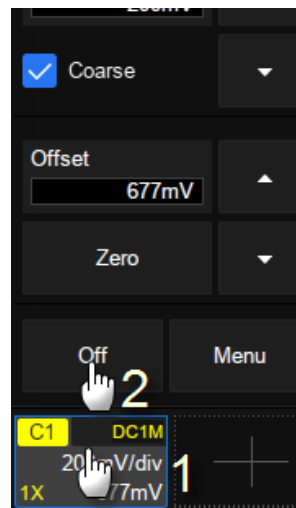 Coarse
Offset
677mV
Zero
Off
Menu
2
C1 DC1M
1
1X